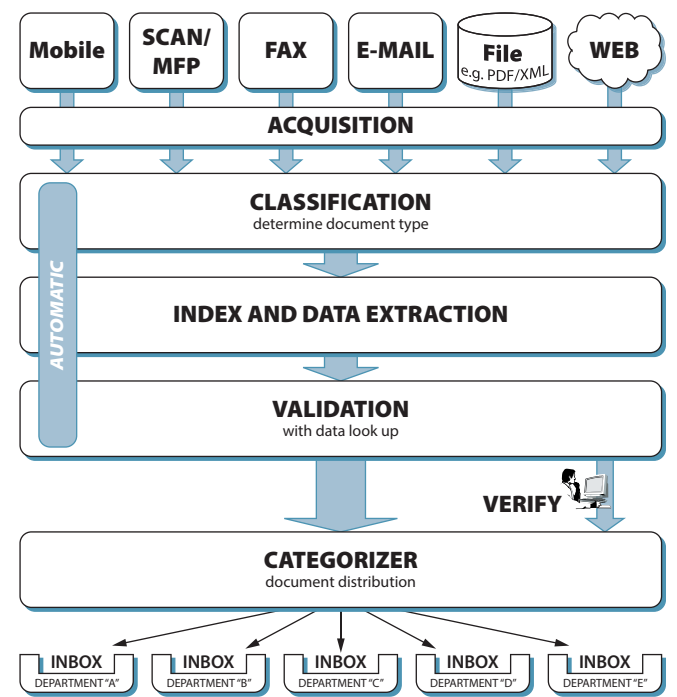 Mobile
SCAN/
MFP
FAX
E-MAIL
File
e.g. PDF/XML
WEB
ACQUISITION
CLASSIFICATION
determine document type
AUTOMATIC
INDEX AND DATA EXTRACTION
VALIDATION
with data look up
VERIFY
CATEGORIZER
document distribution
INBOX
DEPARTMENT “A”
INBOX
DEPARTMENT “B”
INBOX
DEPARTMENT “C”
INBOX
DEPARTMENT “D”
INBOX
DEPARTMENT “E”